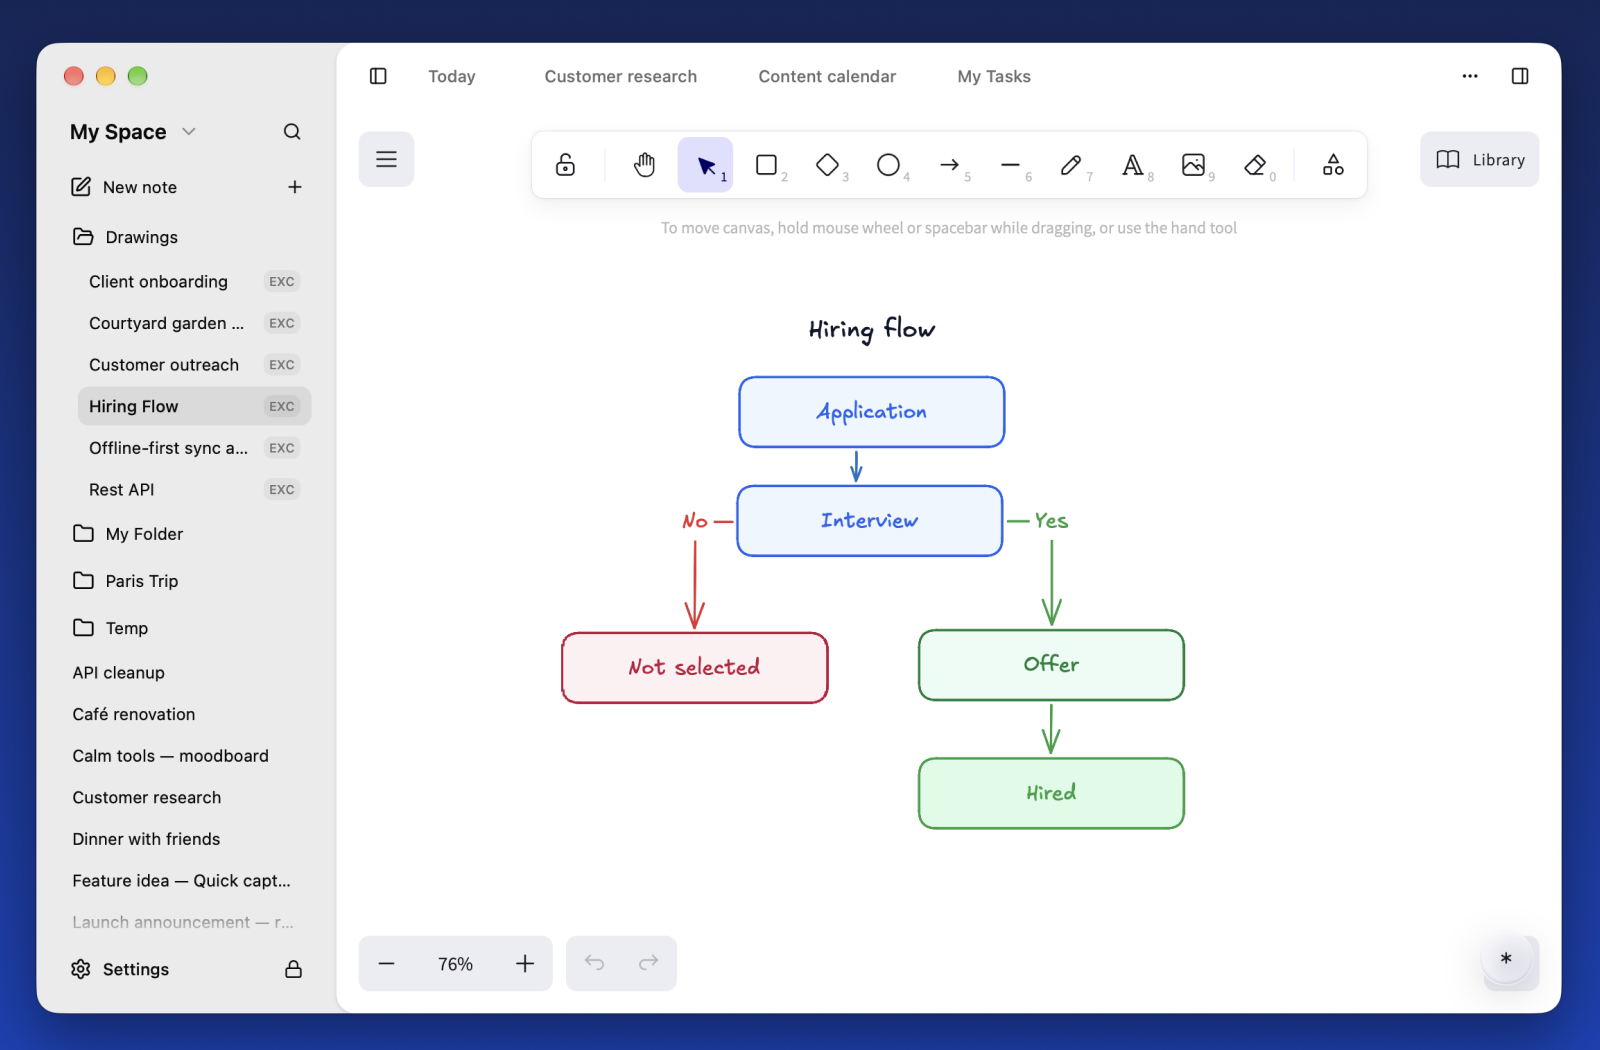 Today
Customer research
Content calendar
My Tasks
My Space
New note
Drawings
Client onboarding EXC
Courtyard garden ... EXC
Customer outreach EXC
Hiring Flow EXC
Offline-first sync a... EXC
Rest API EXC
My Folder
Paris Trip
Temp
API cleanup
Café renovation
Calm tools — moodboard
Customer research
Dinner with friends
Feature idea — Quick capt...
Launch announcement — r...
Settings
1
2
3
4
5
6
7
8
9
0
Library
To move canvas, hold mouse wheel or spacebar while dragging, or use the hand tool
Hiring flow
Application
No
Interview
Yes
Not selected
Offer
Hired
76%